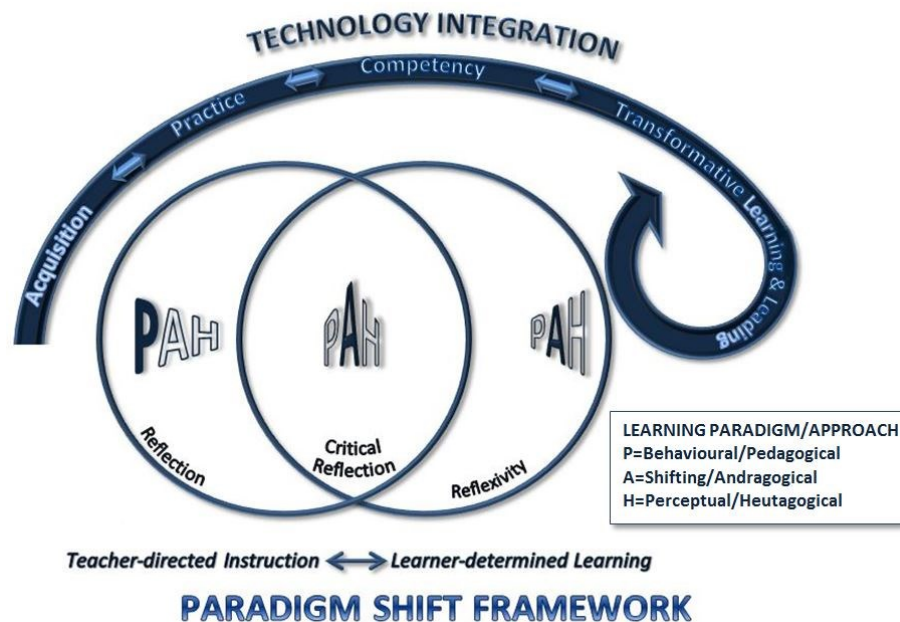 TECHNOLOGY INTEGRATION
Acquisition
Practice
Competency
Transformative Learning & Leading
PAH
PAH
PAH
Reflection
Critical
Reflection
Reflexivity
LEARNING PARADIGM/APPROACH
P=Behavioural/Pedagogical
A=Shifting/Andragogical
H=Perceptual/Heutagogical
Teacher-directed Instruction
Learner-determined Learning
PARADIGM SHIFT FRAMEWORK